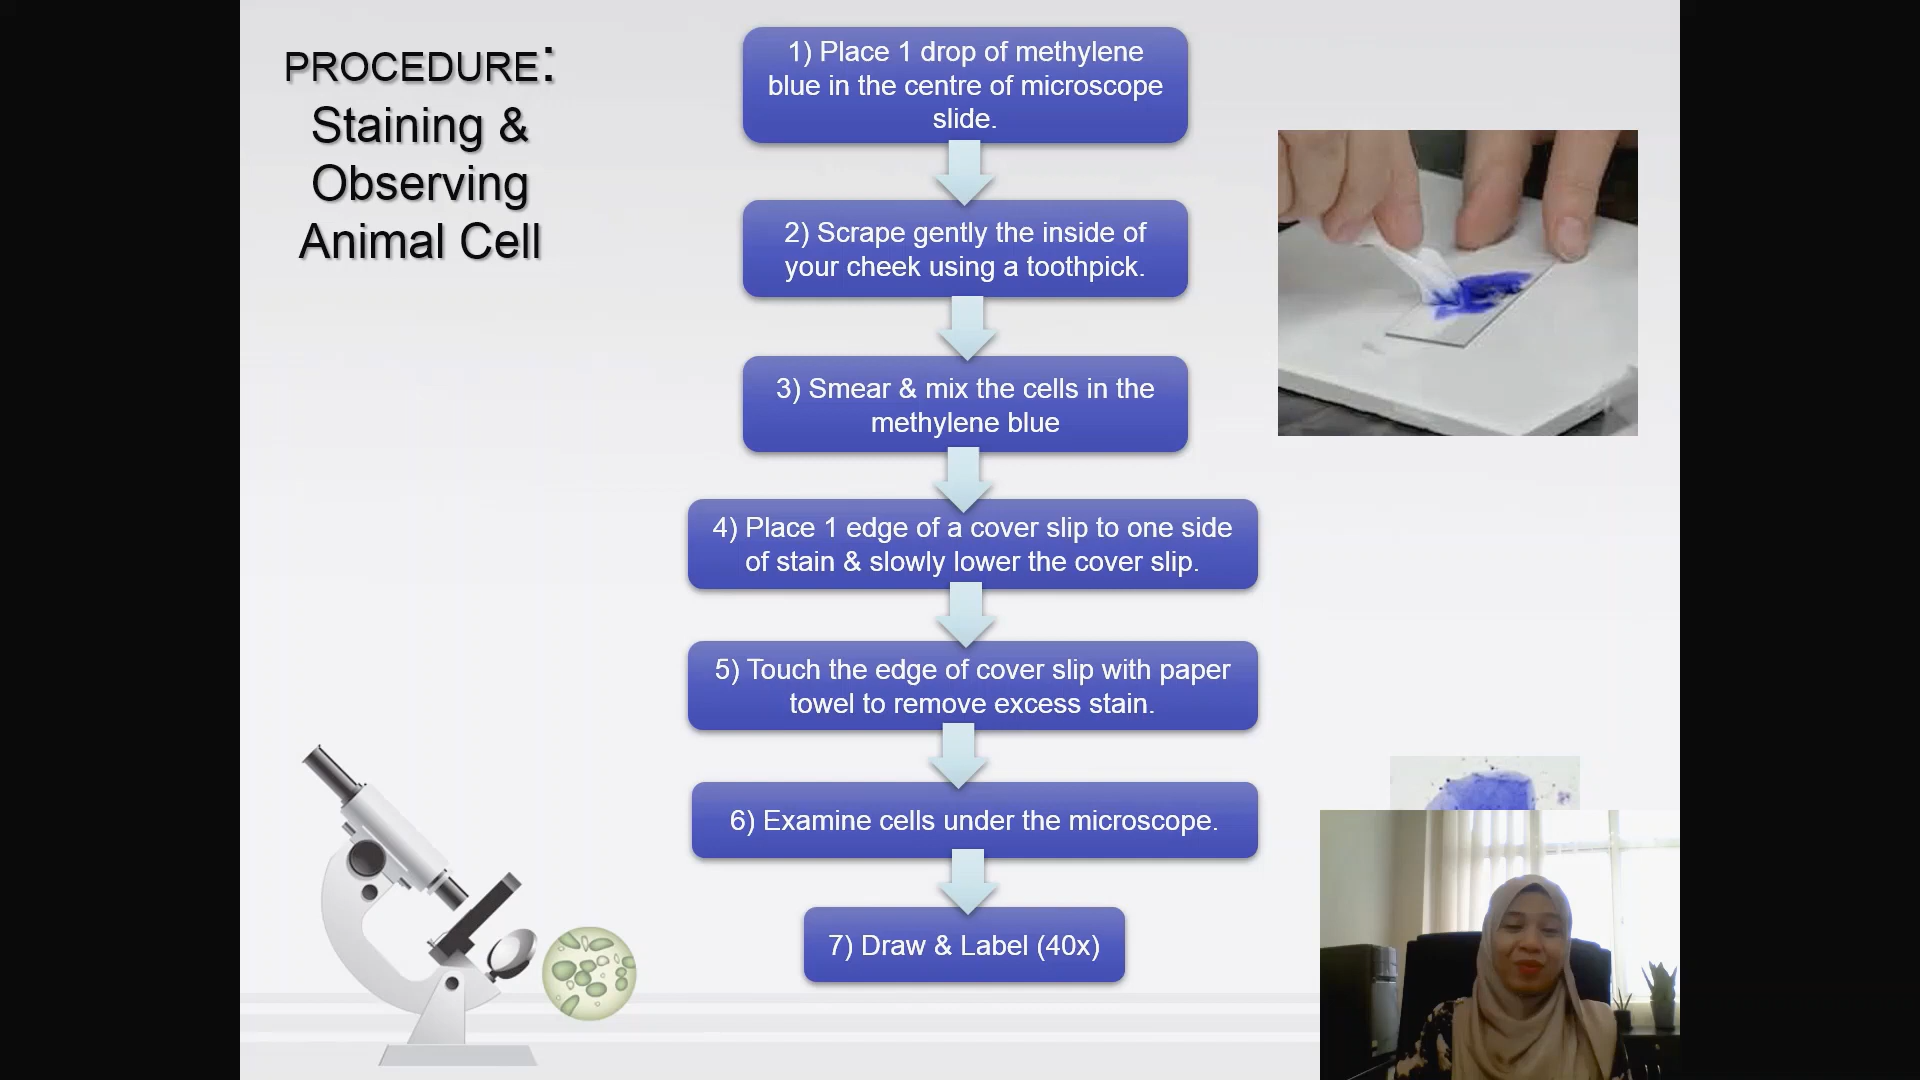 PROCEDURE:
Staining &
Observing
Animal Cell
1) Place 1 drop of methylene
blue in the centre of microscope
slide.
2) Scrape gently the inside of
your cheek using a toothpick.
3) Smear & mix the cells in the
methylene blue
4) Place 1 edge of a cover slip to one side
of stain & slowly lower the cover slip.
5) Touch the edge of cover slip with paper
towel to remove excess stain.
6) Examine cells under the microscope.
7) Draw & Label (40x)